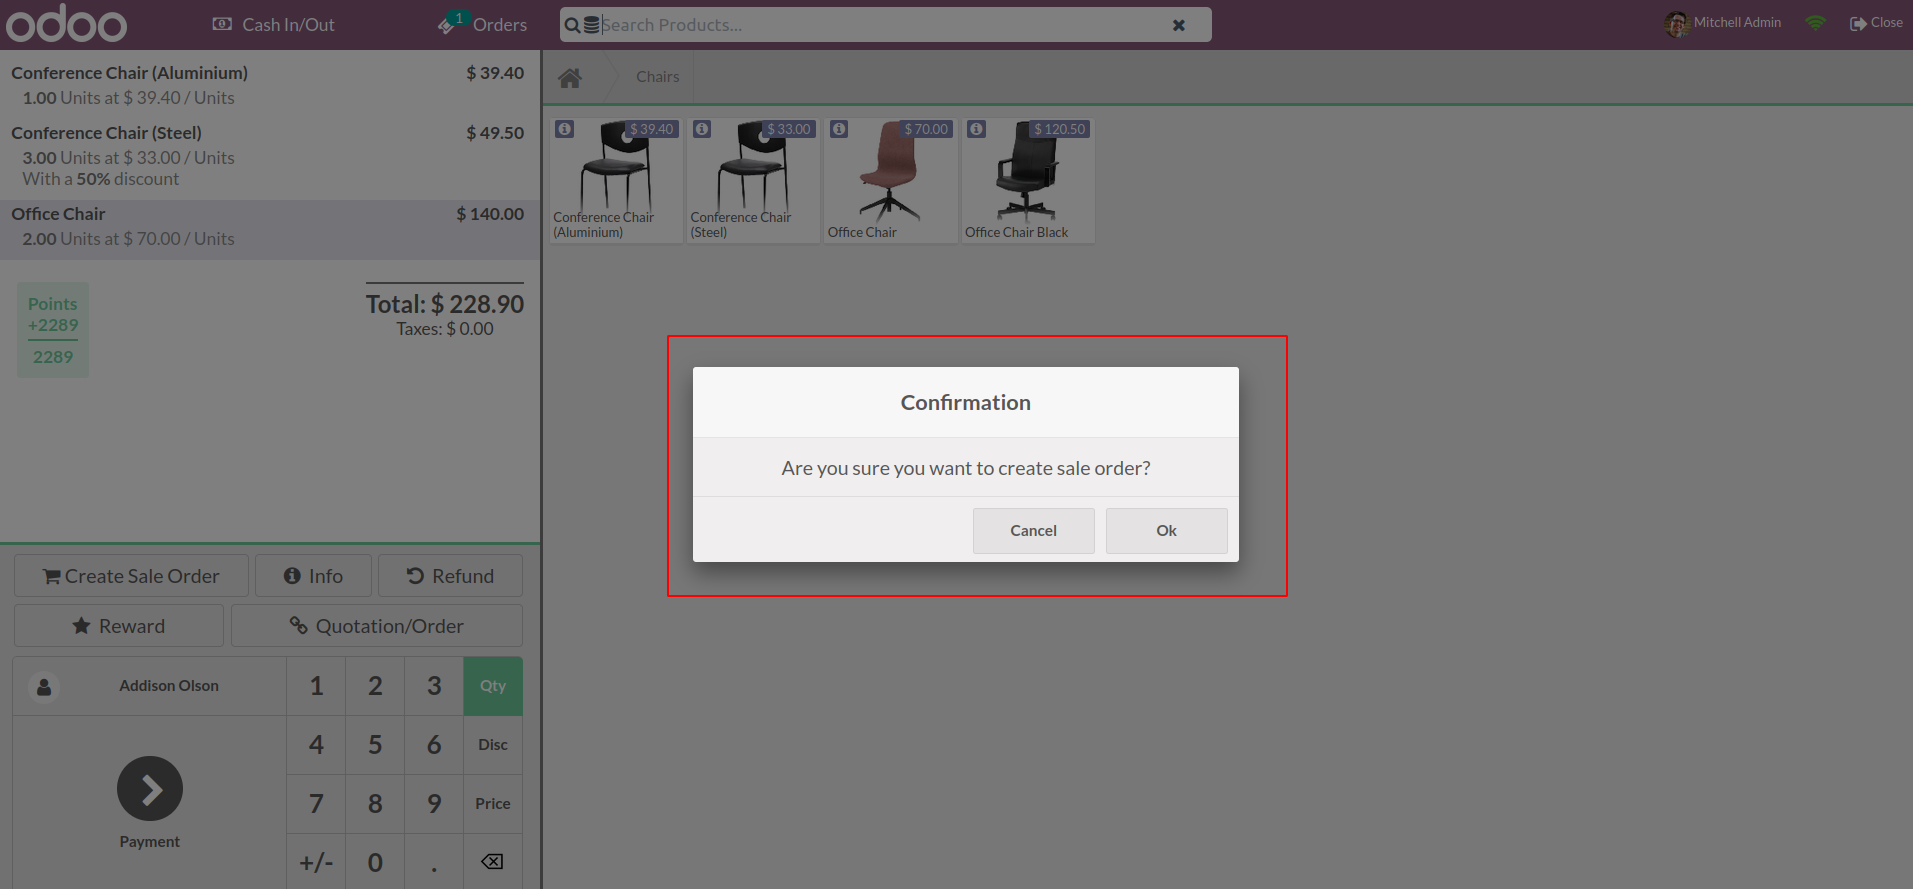 odoo
Cash In/Out
1
Orders
Search Products...
Mitchell Admin
Close
Conference Chair (Aluminium) $ 39.40
1.00 Units at $ 39.40 / Units
Conference Chair (Steel) $ 49.50
3.00 Units at $ 33.00 / Units
With a 50% discount
Office Chair $ 140.00
2.00 Units at $ 70.00 / Units
Points
+2289
2289
Total: $ 228.90
Taxes: $ 0.00
Create Sale Order
Info
Refund
Reward
Quotation/Order
Addison Olson
Payment
1 2 3 Qty
4 5 6 Disc
7 8 9 Price
+/- 0 .
Chairs
$ 39.40
Conference Chair
(Aluminium)
$ 33.00
Conference Chair
(Steel)
$ 70.00
Office Chair
$ 120.50
Office Chair Black
Confirmation
Are you sure you want to create sale order?
Cancel
Ok